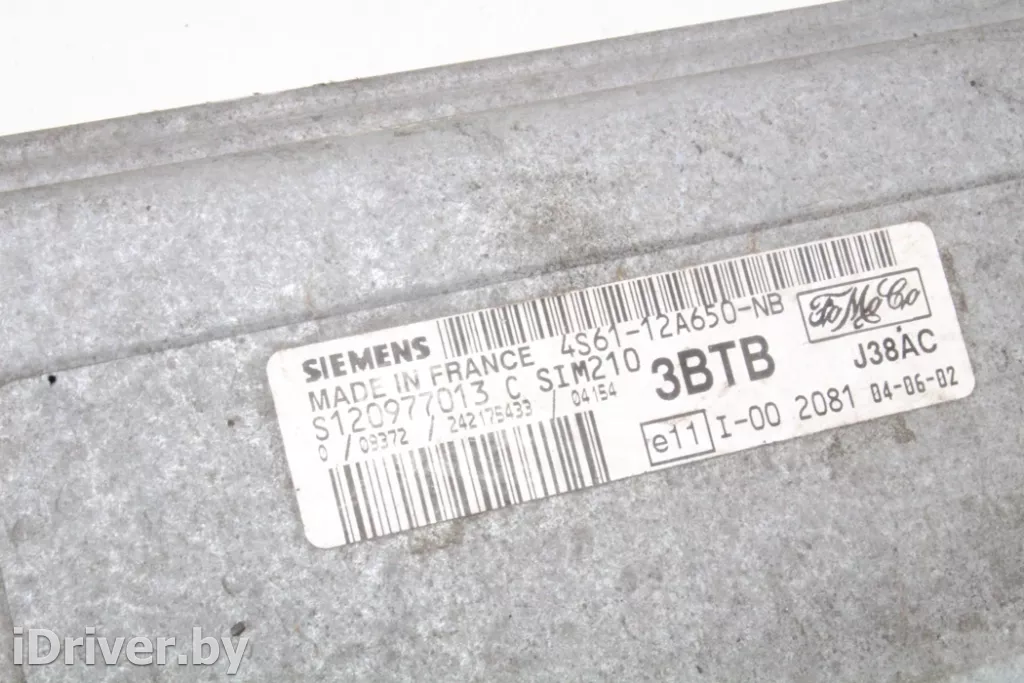 SIEMENS 4S61-12A650-NB FoMoCo
MADE IN FRANCE
S120977013 C SIM210 3BTB J38AC
0 / 09372 / 242175433 / 04154
e11 I-00 2081 04-06-02
iDriver.by